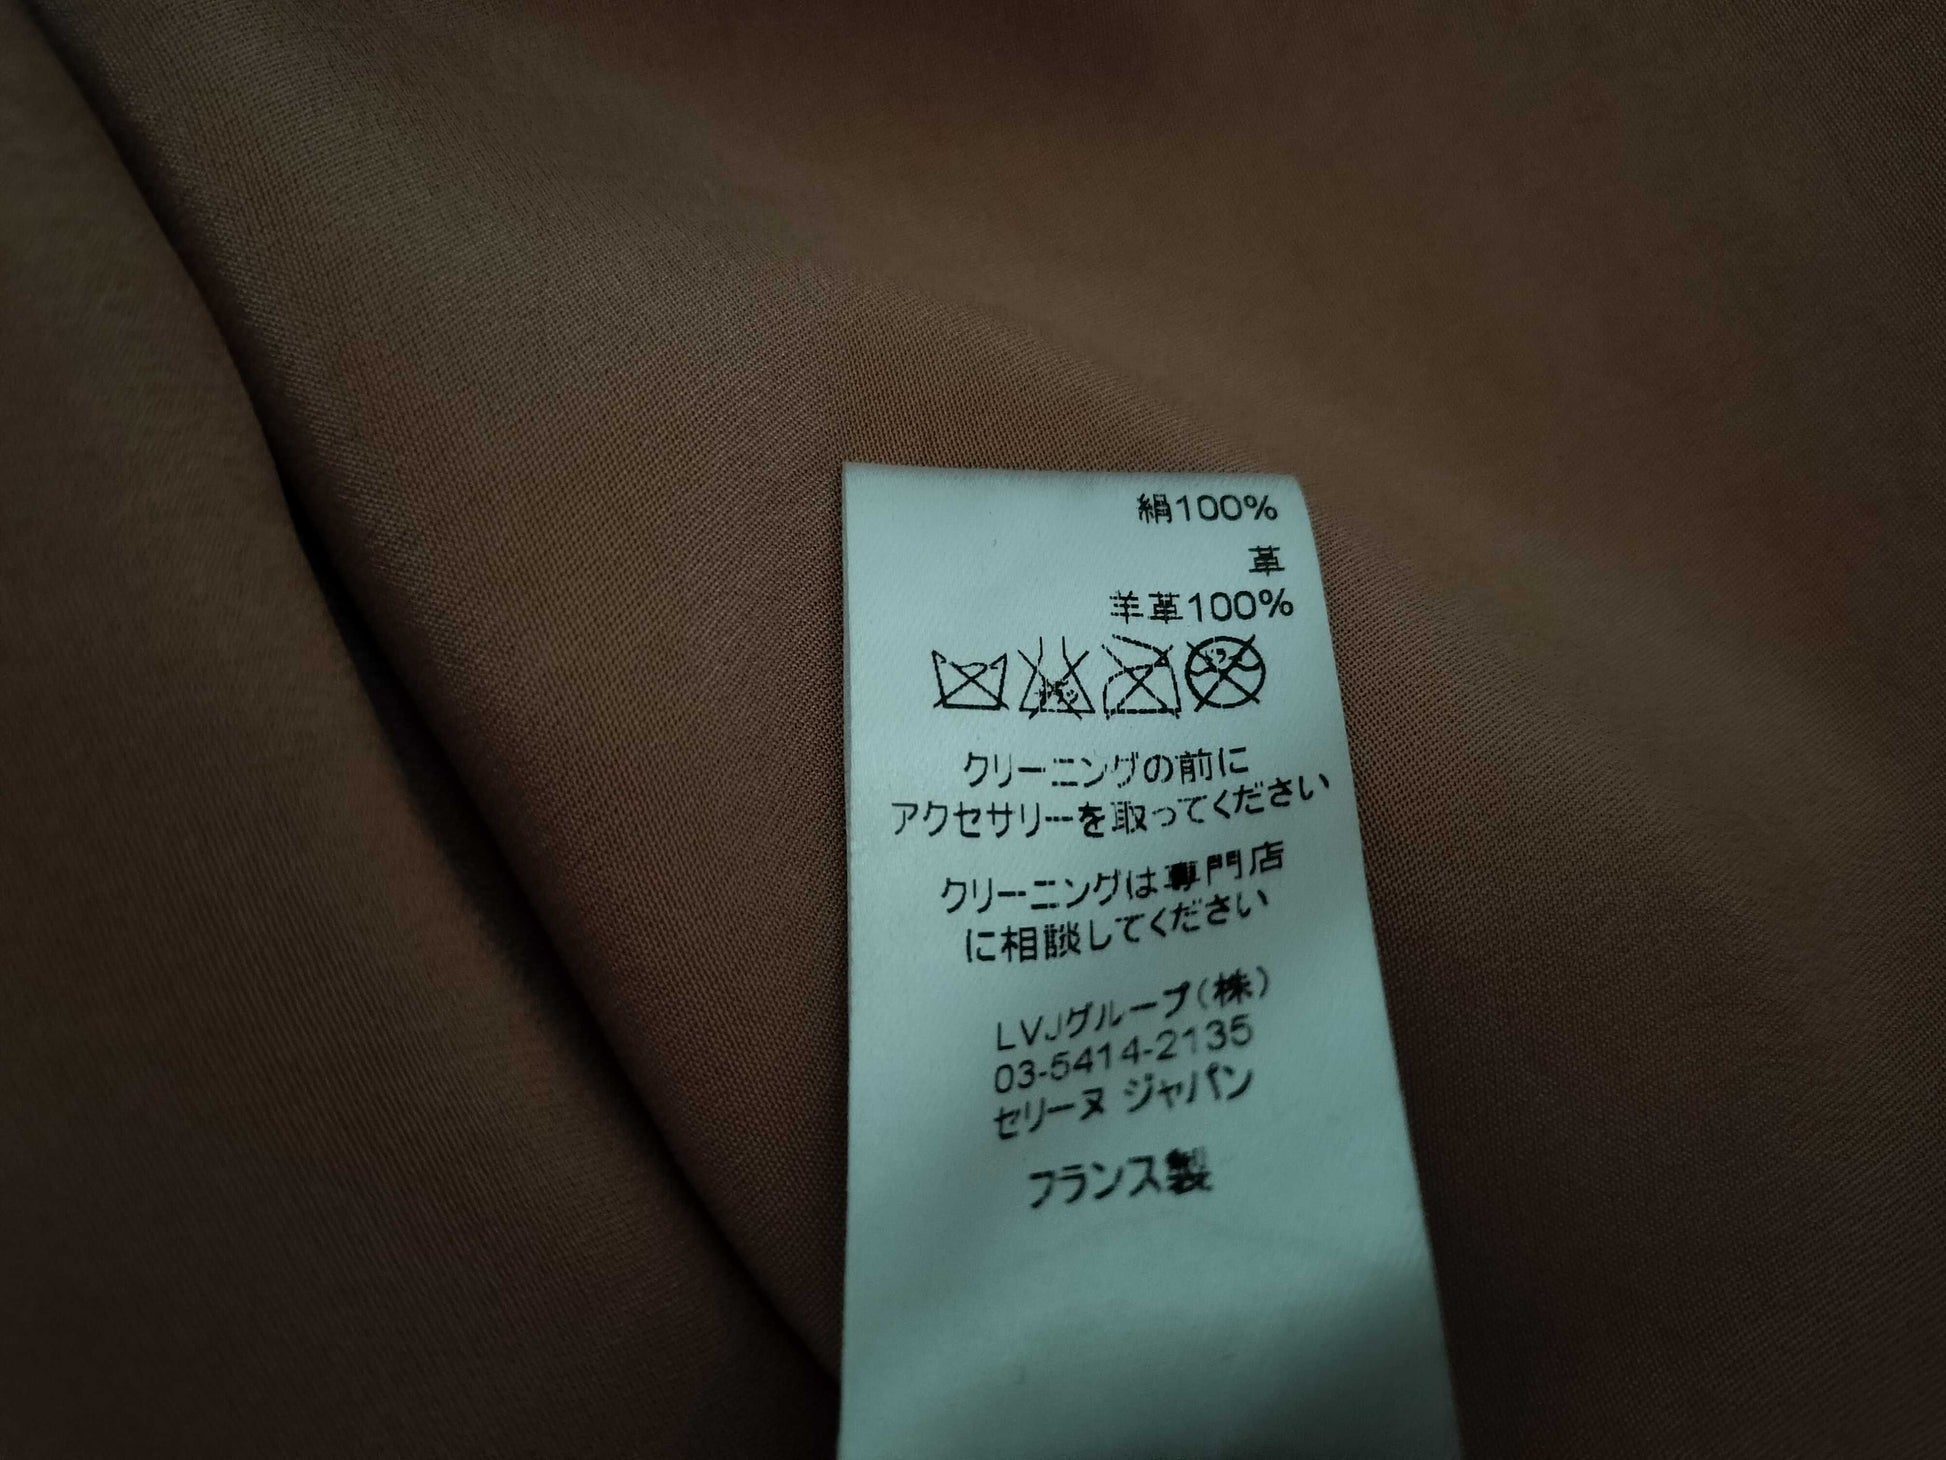 絹100%
革
羊革100%
クリーニングの前に
アクセサリーを取ってください
クリーニングは専門店
に相談してください
LVJグループ(株)
03-5414-2135
セリーヌ ジャパン
フランス製